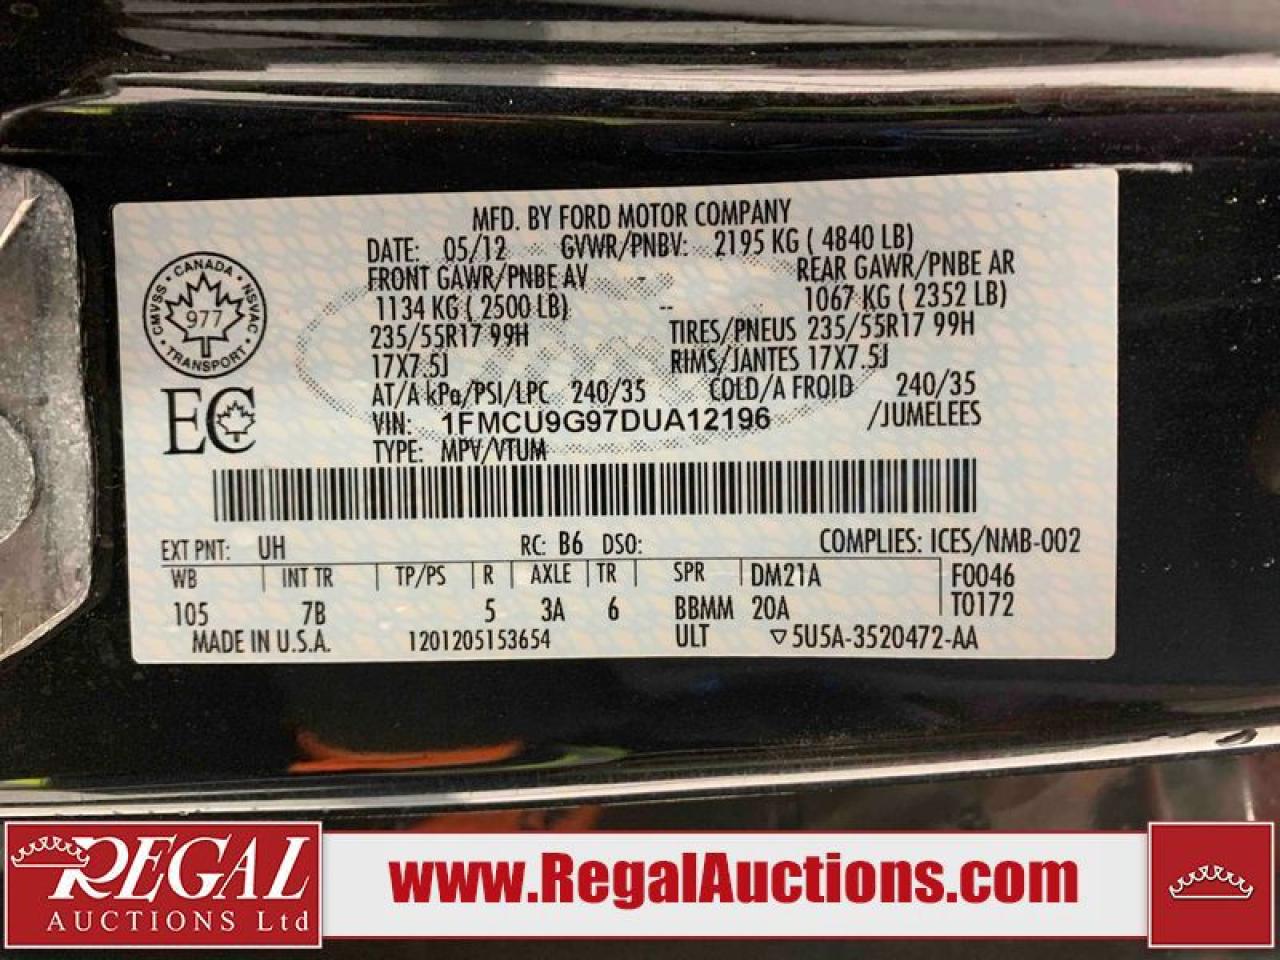 MFD. BY FORD MOTOR COMPANY
DATE: 05/12 GVWR/PNBV: 2195 KG ( 4840 LB)
FRONT GAWR/PNBE AV - REAR GAWR/PNBE AR
1134 KG ( 2500 LB) -- 1067 KG ( 2352 LB)
235/55R17 99H TIRES/PNEUS 235/55R17 99H
17X7.5J RIMS/JANTES 17X7.5J
AT/A kPa/PSI/LPC 240/35 COLD/A FROID 240/35
VIN: 1FMCU9G97DUA12196 /JUMELEES
TYPE: MPV/VTUM
CANADA
CMVSS • NSVAC
977
TRANSPORT
EC
EXT PNT: UH RC: B6 DSO: COMPLIES: ICES/NMB-002
WB INT TR TP/PS R AXLE TR SPR DM21A F0046
105 7B 5 3A 6 BBMM 20A T0172
MADE IN U.S.A. 1201205153654 ULT ▽5U5A-3520472-AA
REGAL
AUCTIONS Ltd
www.RegalAuctions.com